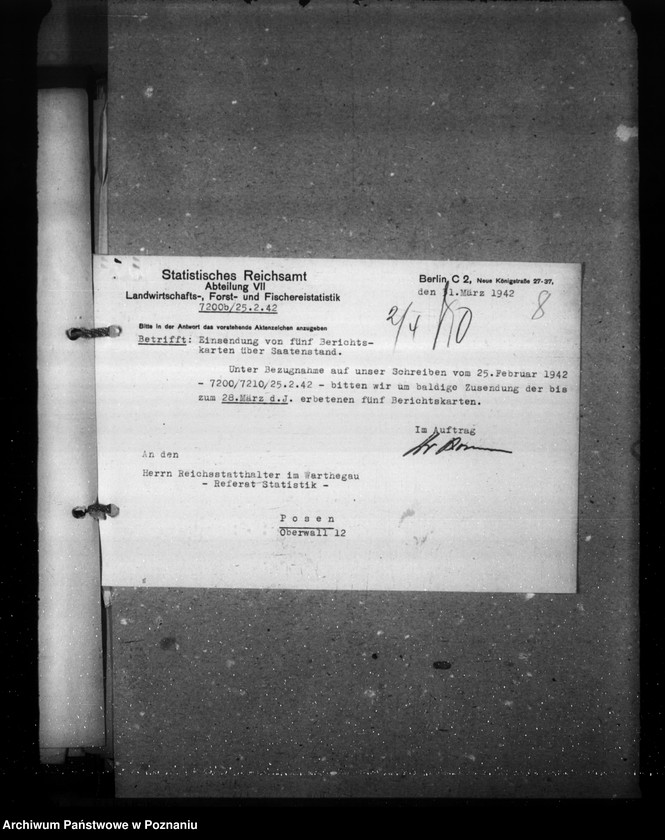 Statistisches Reichsamt
Abteilung VII
Landwirtschafts-, Forst- und Fischereistatistik
7200b/25.2.42
Berlin C 2, Neue Königstraße 27-37,
den 31.März 1942
8
2/4
Bitte in der Antwort das vorstehende Aktenzeichen anzugeben
Betrifft: Einsendung von fünf Berichts-
karten über Saatenstand.
Unter Bezugnahme auf unser Schreiben vom 25.Februar 1942
- 7200/7210/25.2.42 - bitten wir um baldige Zusendung der bis
zum 28.März d.J. erbetenen fünf Berichtskarten.
Im Auftrag
An den
Herrn Reichsstatthalter im Warthegau
- Referat Statistik -
Posen
Oberwall 12
Archiwum Państwowe w Poznaniu